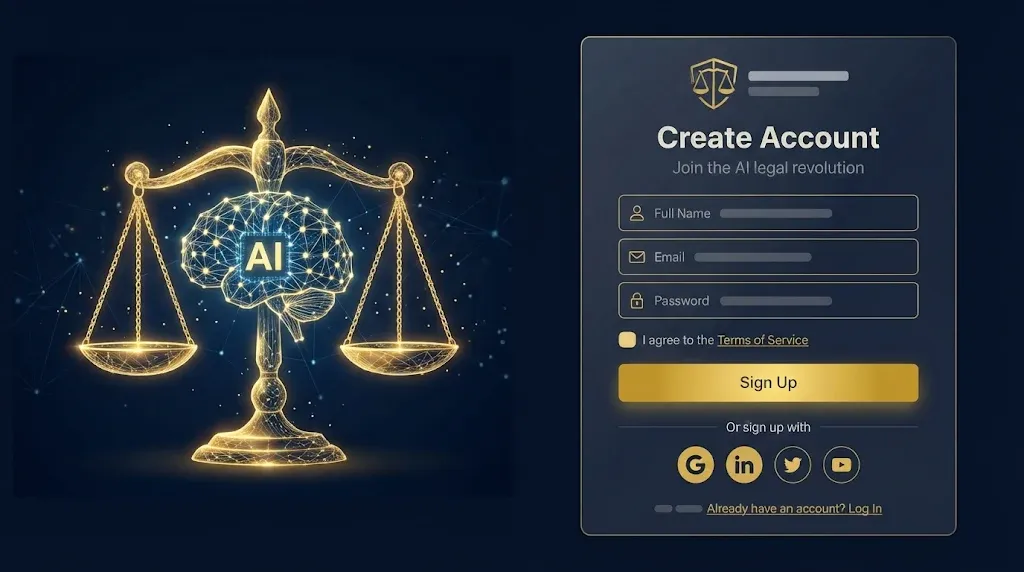 AI
Create Account
Join the AI legal revolution
Full Name
Email
Password
I agree to the Terms of Service
Sign Up
Or sign up with
G
in
Already have an account? Log In